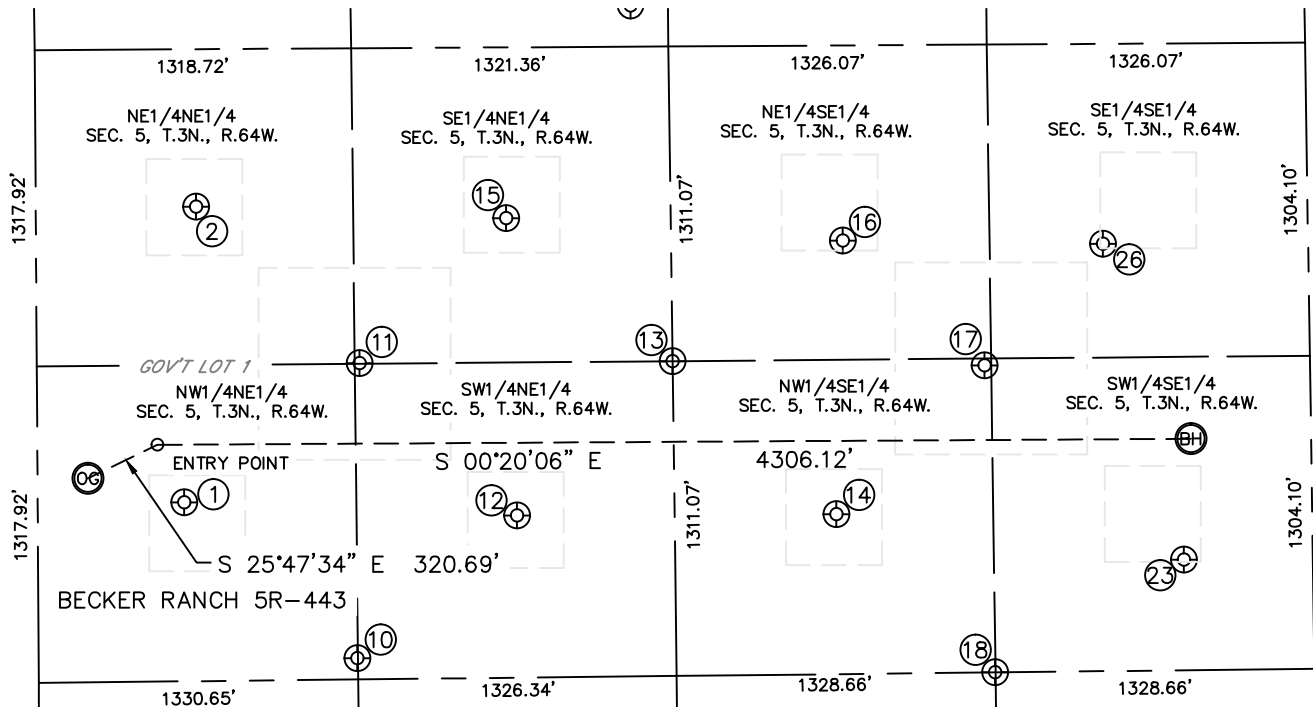 1318.72'
1321.36'
1326.07'
1326.07'
NE1/4NE1/4
SEC. 5, T.3N., R.64W.
SE1/4NE1/4
SEC. 5, T.3N., R.64W.
NE1/4SE1/4
SEC. 5, T.3N., R.64W.
SE1/4SE1/4
SEC. 5, T.3N., R.64W.
1317.92'
1311.07'
1304.10'
2
15
16
26
11
13
17
GOV'T LOT 1
NW1/4NE1/4
SEC. 5, T.3N., R.64W.
SW1/4NE1/4
SEC. 5, T.3N., R.64W.
NW1/4SE1/4
SEC. 5, T.3N., R.64W.
SW1/4SE1/4
SEC. 5, T.3N., R.64W.
BH
ENTRY POINT
S 00°20'06" E
4306.12'
OG
1
12
14
1317.92'
1311.07'
1304.10'
S 25°47'34" E 320.69'
23
BECKER RANCH 5R-443
10
18
1330.65'
1326.34'
1328.66'
1328.66'